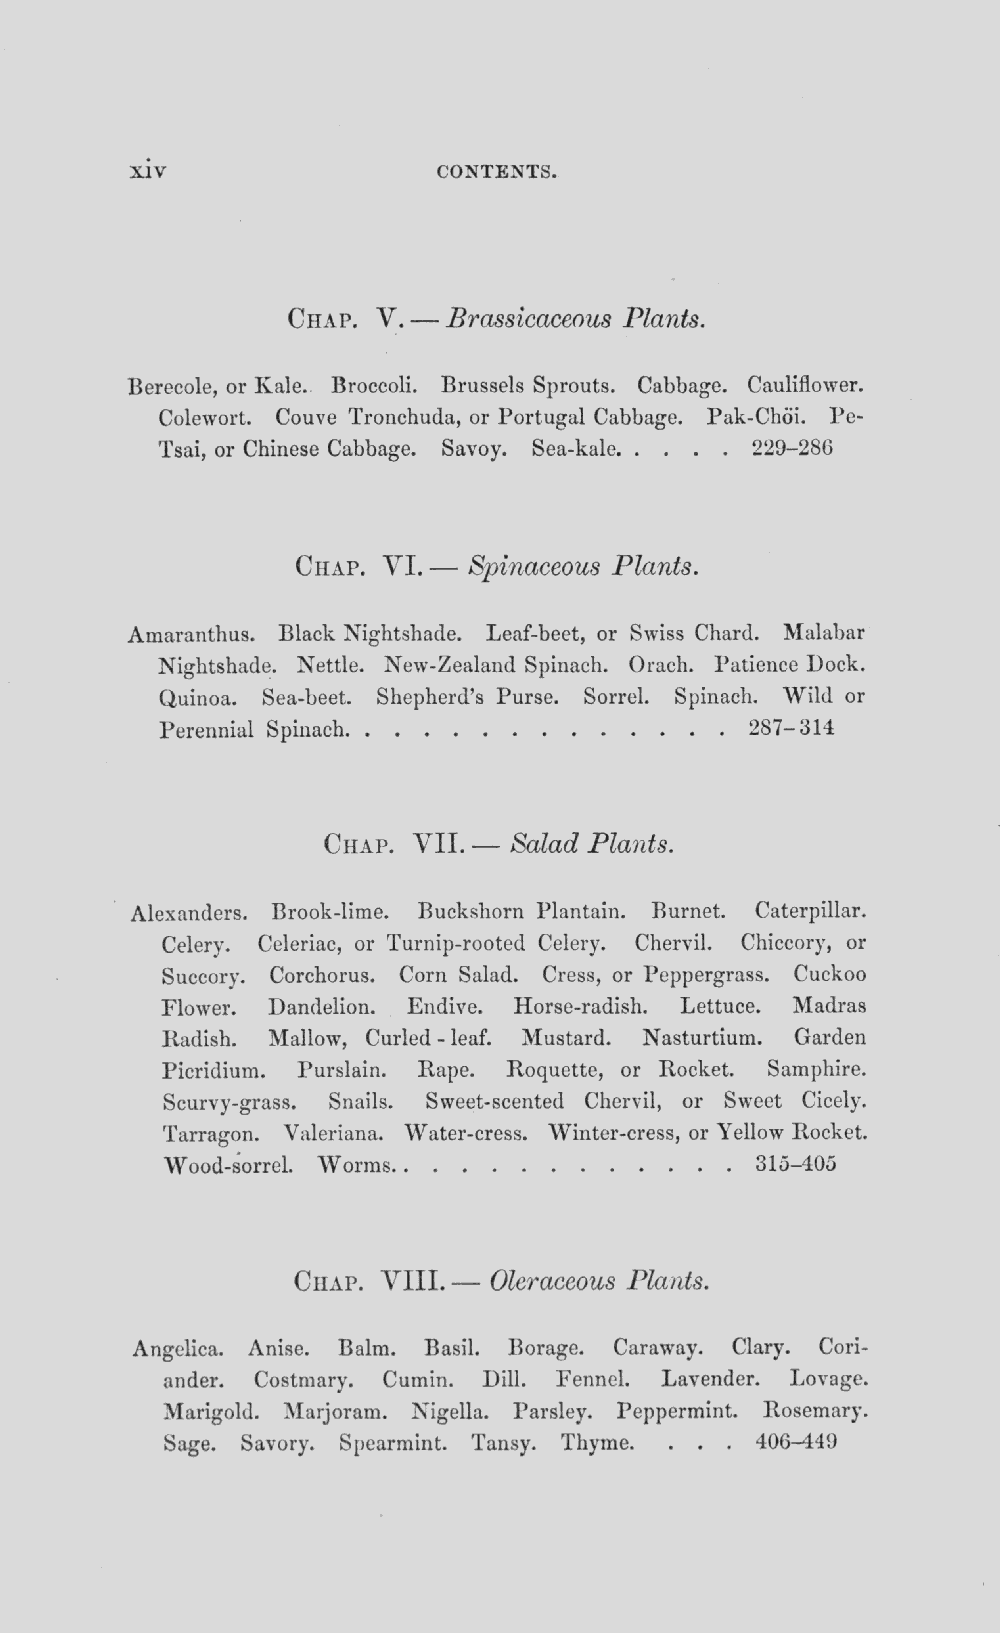 xiv
CONTENTS.
CHAP. V. — Brassicaceous Plants.
Berecole, or Kale. Broccoli. Brussels Sprouts. Cabbage. Cauliflower.
Colewort. Couve Tronchuda, or Portugal Cabbage. Pak-Chöi. Pe-
Tsai, or Chinese Cabbage. Savoy. Sea-kale. . . . . 229–286
CHAP. VI. — Spinaceous Plants.
Amaranthus. Black Nightshade. Leaf-beet, or Swiss Chard. Malabar
Nightshade. Nettle. New-Zealand Spinach. Orach. Patience Dock.
Quinoa. Sea-beet. Shepherd's Purse. Sorrel. Spinach. Wild or
Perennial Spinach. . . . . . . . . . . . . . 287–314
CHAP. VII. — Salad Plants.
Alexanders. Brook-lime. Buckshorn Plantain. Burnet. Caterpillar.
Celery. Celeriac, or Turnip-rooted Celery. Chervil. Chiccory, or
Succory. Corchorus. Corn Salad. Cress, or Peppergrass. Cuckoo
Flower. Dandelion. Endive. Horse-radish. Lettuce. Madras
Radish. Mallow, Curled-leaf. Mustard. Nasturtium. Garden
Picridium. Purslain. Rape. Roquette, or Rocket. Samphire.
Scurvy-grass. Snails. Sweet-scented Chervil, or Sweet Cicely.
Tarragon. Valeriana. Water-cress. Winter-cress, or Yellow Rocket.
Wood-sorrel. Worms. . . . . . . . . . . . . 315–405
CHAP. VIII. — Oleraceous Plants.
Angelica. Anise. Balm. Basil. Borage. Caraway. Clary. Cori-
ander. Costmary. Cumin. Dill. Fennel. Lavender. Lovage.
Marigold. Marjoram. Nigella. Parsley. Peppermint. Rosemary.
Sage. Savory. Spearmint. Tansy. Thyme. . . . 406–449